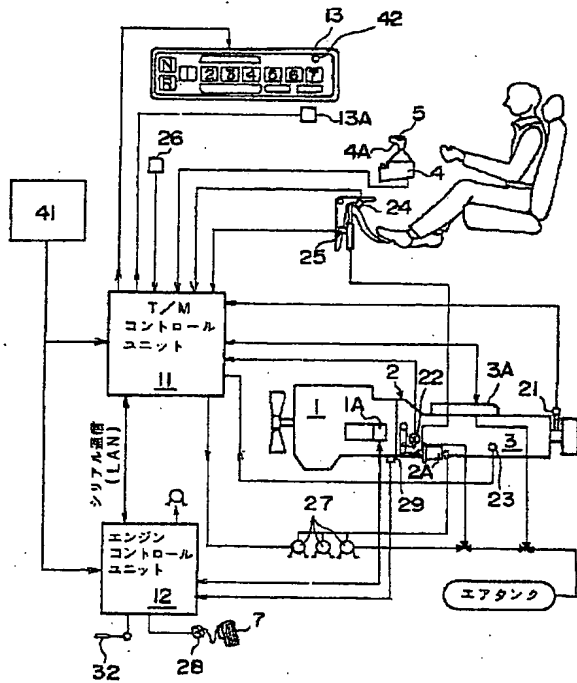 13
42
N
R
1
2 3 4 5 6 7
13A
5
4A
4
26
24
25
41
T/M
コントロール
ユニット
11
シリアル通信
(LAN)
1
1A
2
22
3A
21
2A
29
3
23
27
エンジン
コントロール
ユニット
12
エアタンク
32
28
7